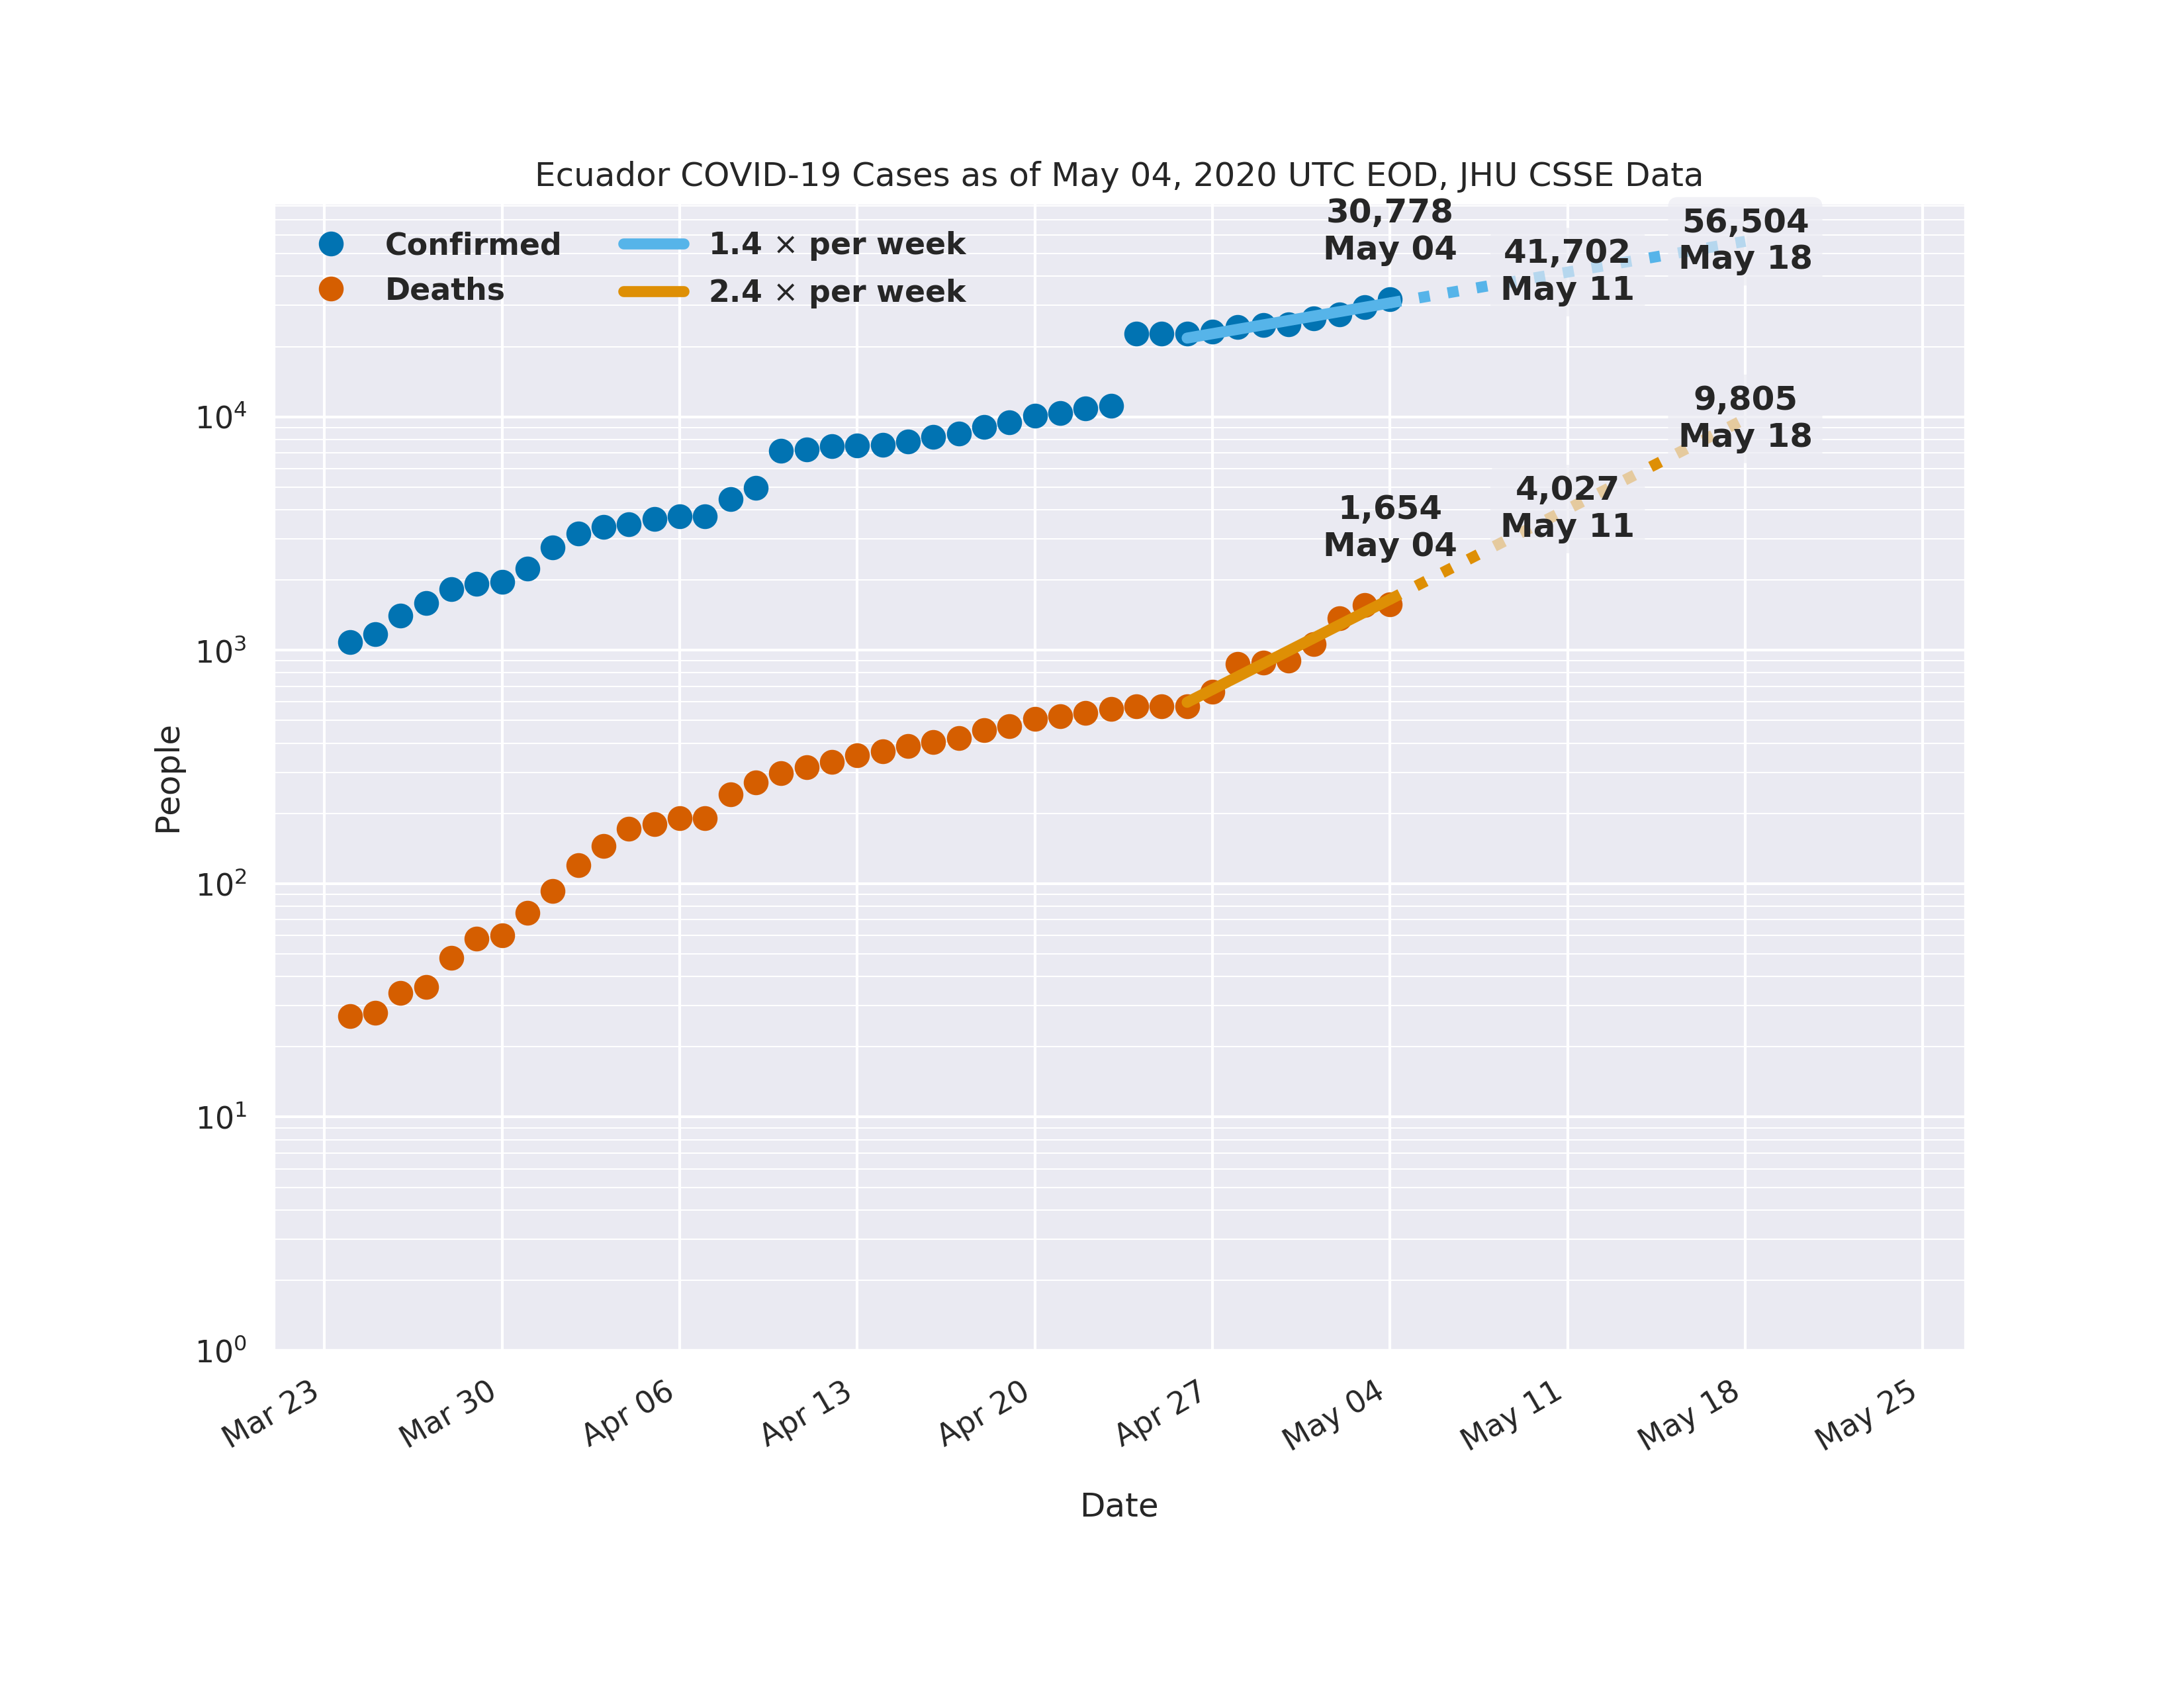 Ecuador COVID-19 Cases as of May 04, 2020 UTC EOD, JHU CSSE Data
Confirmed
Deaths
1.4 × per week
2.4 × per week
30,778
May 04
41,702
May 11
56,504
May 18
1,654
May 04
4,027
May 11
9,805
May 18
People
10⁴
10³
10²
10¹
10⁰
Mar 23
Mar 30
Apr 06
Apr 13
Apr 20
Apr 27
May 04
May 11
May 18
May 25
Date